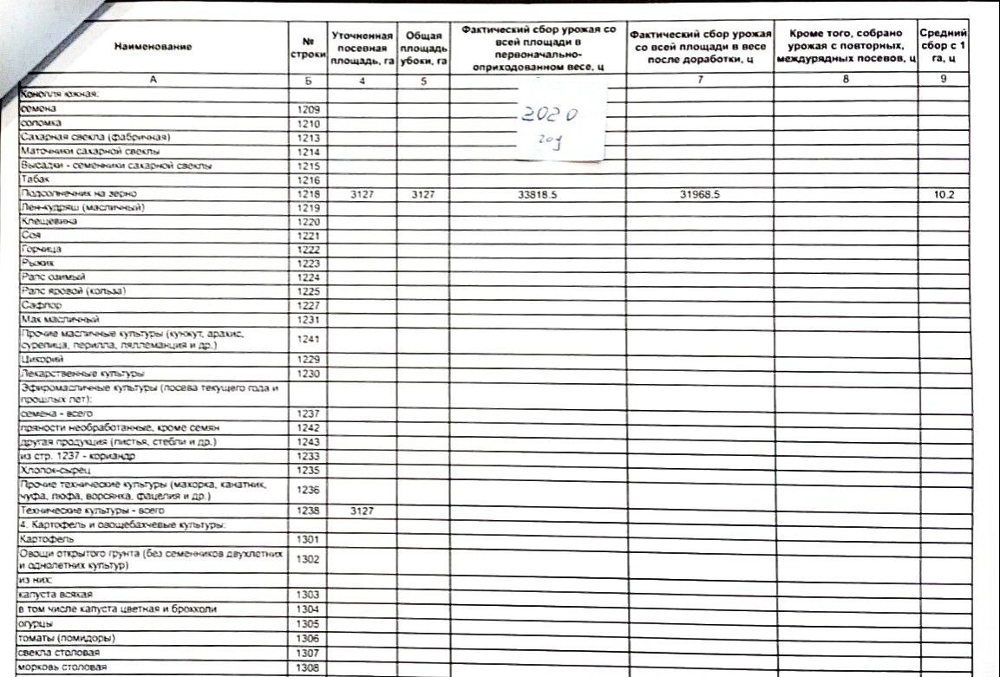 Наименование
№ строки
Уточненная посевная площадь, га
Общая площадь убоки, га
Фактический сбор урожая со всей площади в первоначально-оприходованном весе, ц
Фактический сбор урожая со всей площади в весе после доработки, ц
Кроме того, собрано урожая с повторных, междурядных посевов, ц
Средний сбор с 1 га, ц
А Б 4 5 7 8 9
2020
год
Конопля южная:
семена 1209
соломка 1210
Сахарная свекла (фабричная) 1213
Маточники сахарной свеклы 1214
Высадки - семенники сахарной свеклы 1215
Табак 1216
Подсолнечник на зерно 1218 3127 3127 33818.5 31968.5 10.2
Лен-кудряш (масличный) 1219
Клещевина 1220
Соя 1221
Горчица 1222
Рыжик 1223
Рапс озимый 1224
Рапс яровой (кольза) 1225
Сафлор 1227
Мак масличный 1231
Прочие масличные культуры (кунжут, арахис,
сурепица, перилла, ляллеманция и др.) 1241
Цикорий 1229
Лекарственные культуры 1230
Эфиромасличные культуры (посева текущего года и
прошлых лет):
семена - всего 1237
пряности необработанные, кроме семян 1242
другая продукция (листья, стебли и др.) 1243
из стр. 1237 - кориандр 1233
Хлопок-сырец 1235
Прочие технические культуры (махорка, канатник,
чуфа, люфа, ворсянка, фацелия и др.) 1236
Технические культуры - всего 1238 3127
4. Картофель и овощебахчевые культуры:
Картофель 1301
Овощи открытого грунта (без семенников двухлетних
и однолетних культур) 1302
из них:
капуста всякая 1303
в том числе капуста цветная и брокколи 1304
огурцы 1305
томаты (помидоры) 1306
свекла столовая 1307
морковь столовая 1308